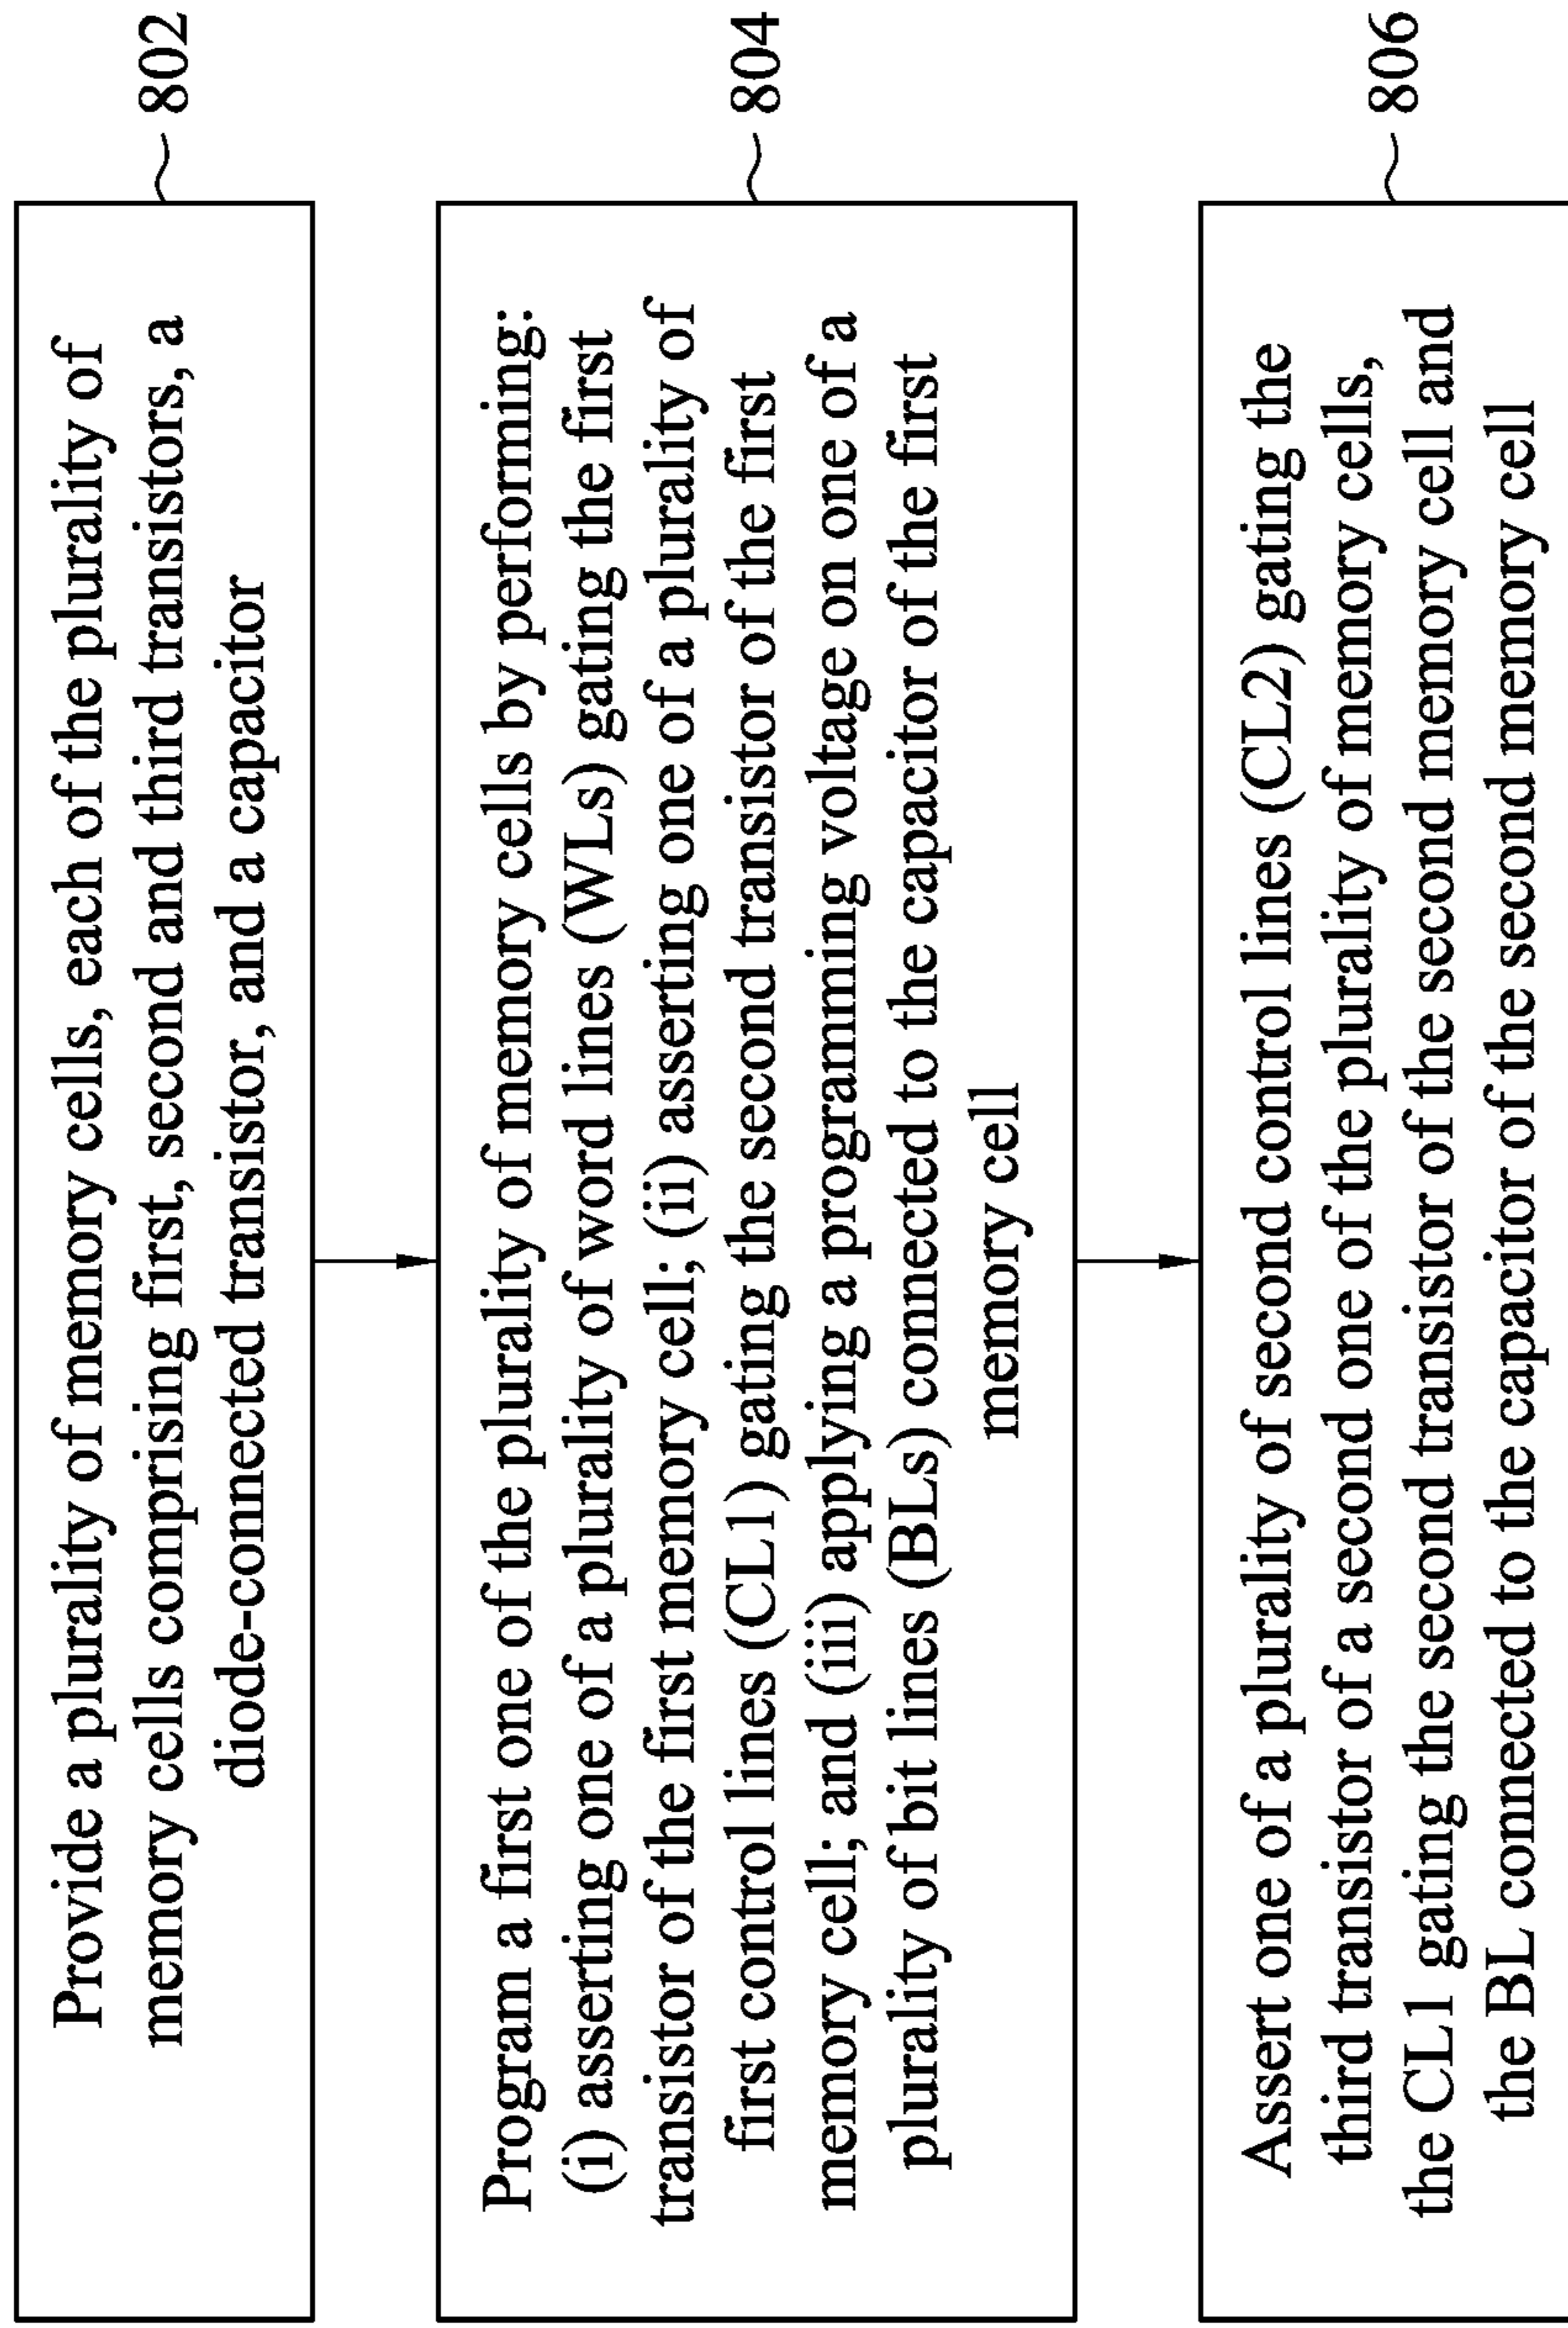 Provide a plurality of memory cells, each of the plurality of
memory cells comprising first, second and third transistors, a
diode-connected transistor, and a capacitor
802
Program a first one of the plurality of memory cells by performing:
(i) asserting one of a plurality of word lines (WLs) gating the first
transistor of the first memory cell; (ii) asserting one of a plurality of
first control lines (CL1) gating the second transistor of the first
memory cell; and (iii) applying a programming voltage on one of a
plurality of bit lines (BLs) connected to the capacitor of the first
memory cell
804
Assert one of a plurality of second control lines (CL2) gating the
third transistor of a second one of the plurality of memory cells,
the CL1 gating the second transistor of the second memory cell and
the BL connected to the capacitor of the second memory cell
806